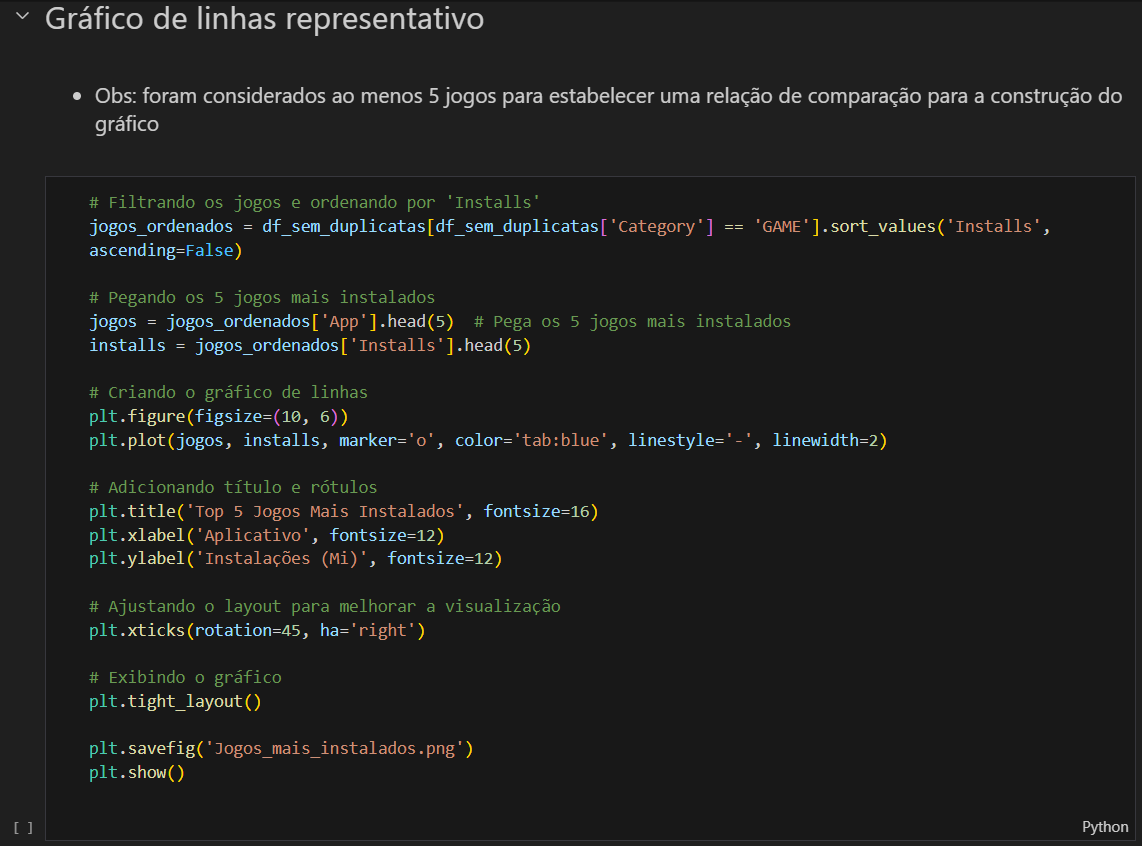 Gráfico de linhas representativo
• Obs: foram considerados ao menos 5 jogos para estabelecer uma relação de comparação para a construção do
gráfico
# Filtrando os jogos e ordenando por 'Installs'
jogos_ordenados = df_sem_duplicatas[df_sem_duplicatas['Category'] == 'GAME'].sort_values('Installs',
ascending=False)
# Pegando os 5 jogos mais instalados
jogos = jogos_ordenados['App'].head(5)  # Pega os 5 jogos mais instalados
installs = jogos_ordenados['Installs'].head(5)
# Criando o gráfico de linhas
plt.figure(figsize=(10, 6))
plt.plot(jogos, installs, marker='o', color='tab:blue', linestyle='-', linewidth=2)
# Adicionando título e rótulos
plt.title('Top 5 Jogos Mais Instalados', fontsize=16)
plt.xlabel('Aplicativo', fontsize=12)
plt.ylabel('Instalações (Mi)', fontsize=12)
# Ajustando o layout para melhorar a visualização
plt.xticks(rotation=45, ha='right')
# Exibindo o gráfico
plt.tight_layout()
plt.savefig('Jogos_mais_instalados.png')
plt.show()
[ ]
Python